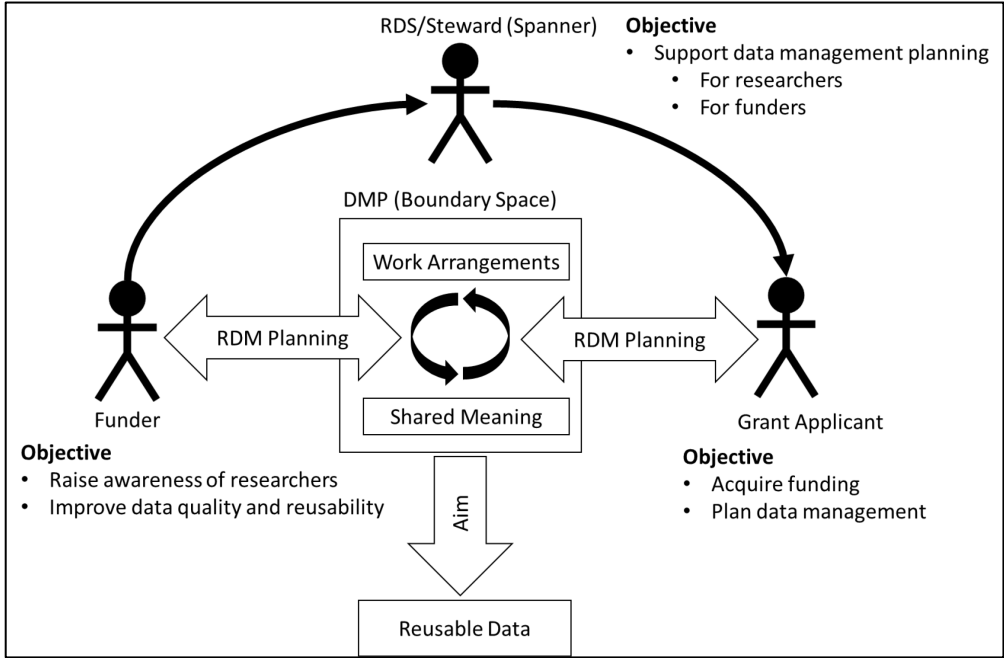 RDS/Steward (Spanner)
Objective
• Support data management planning
• For researchers
• For funders
DMP (Boundary Space)
Work Arrangements
RDM Planning
RDM Planning
Shared Meaning
Funder
Grant Applicant
Objective
• Raise awareness of researchers
• Improve data quality and reusability
Objective
• Acquire funding
• Plan data management
Aim
Reusable Data